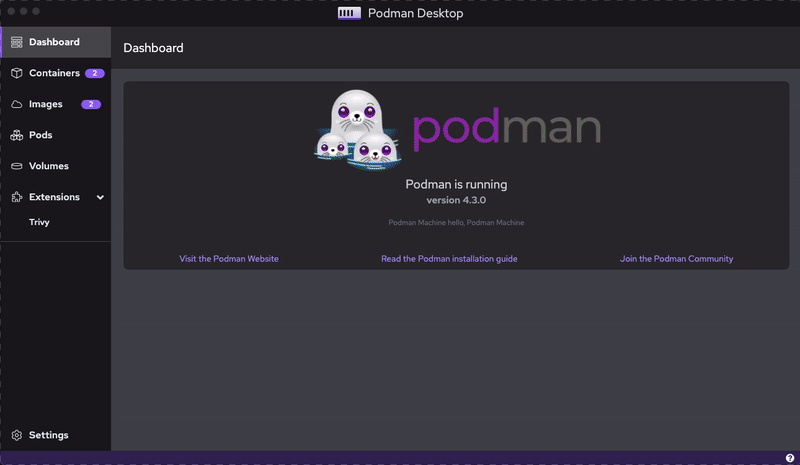 Podman Desktop
Dashboard
Containers 2
Images 2
Pods
Volumes
Extensions
Trivy
Settings
Dashboard
podman
Podman is running
version 4.3.0
Podman Machine hello, Podman Machine
Visit the Podman Website
Read the Podman installation guide
Join the Podman Community
?